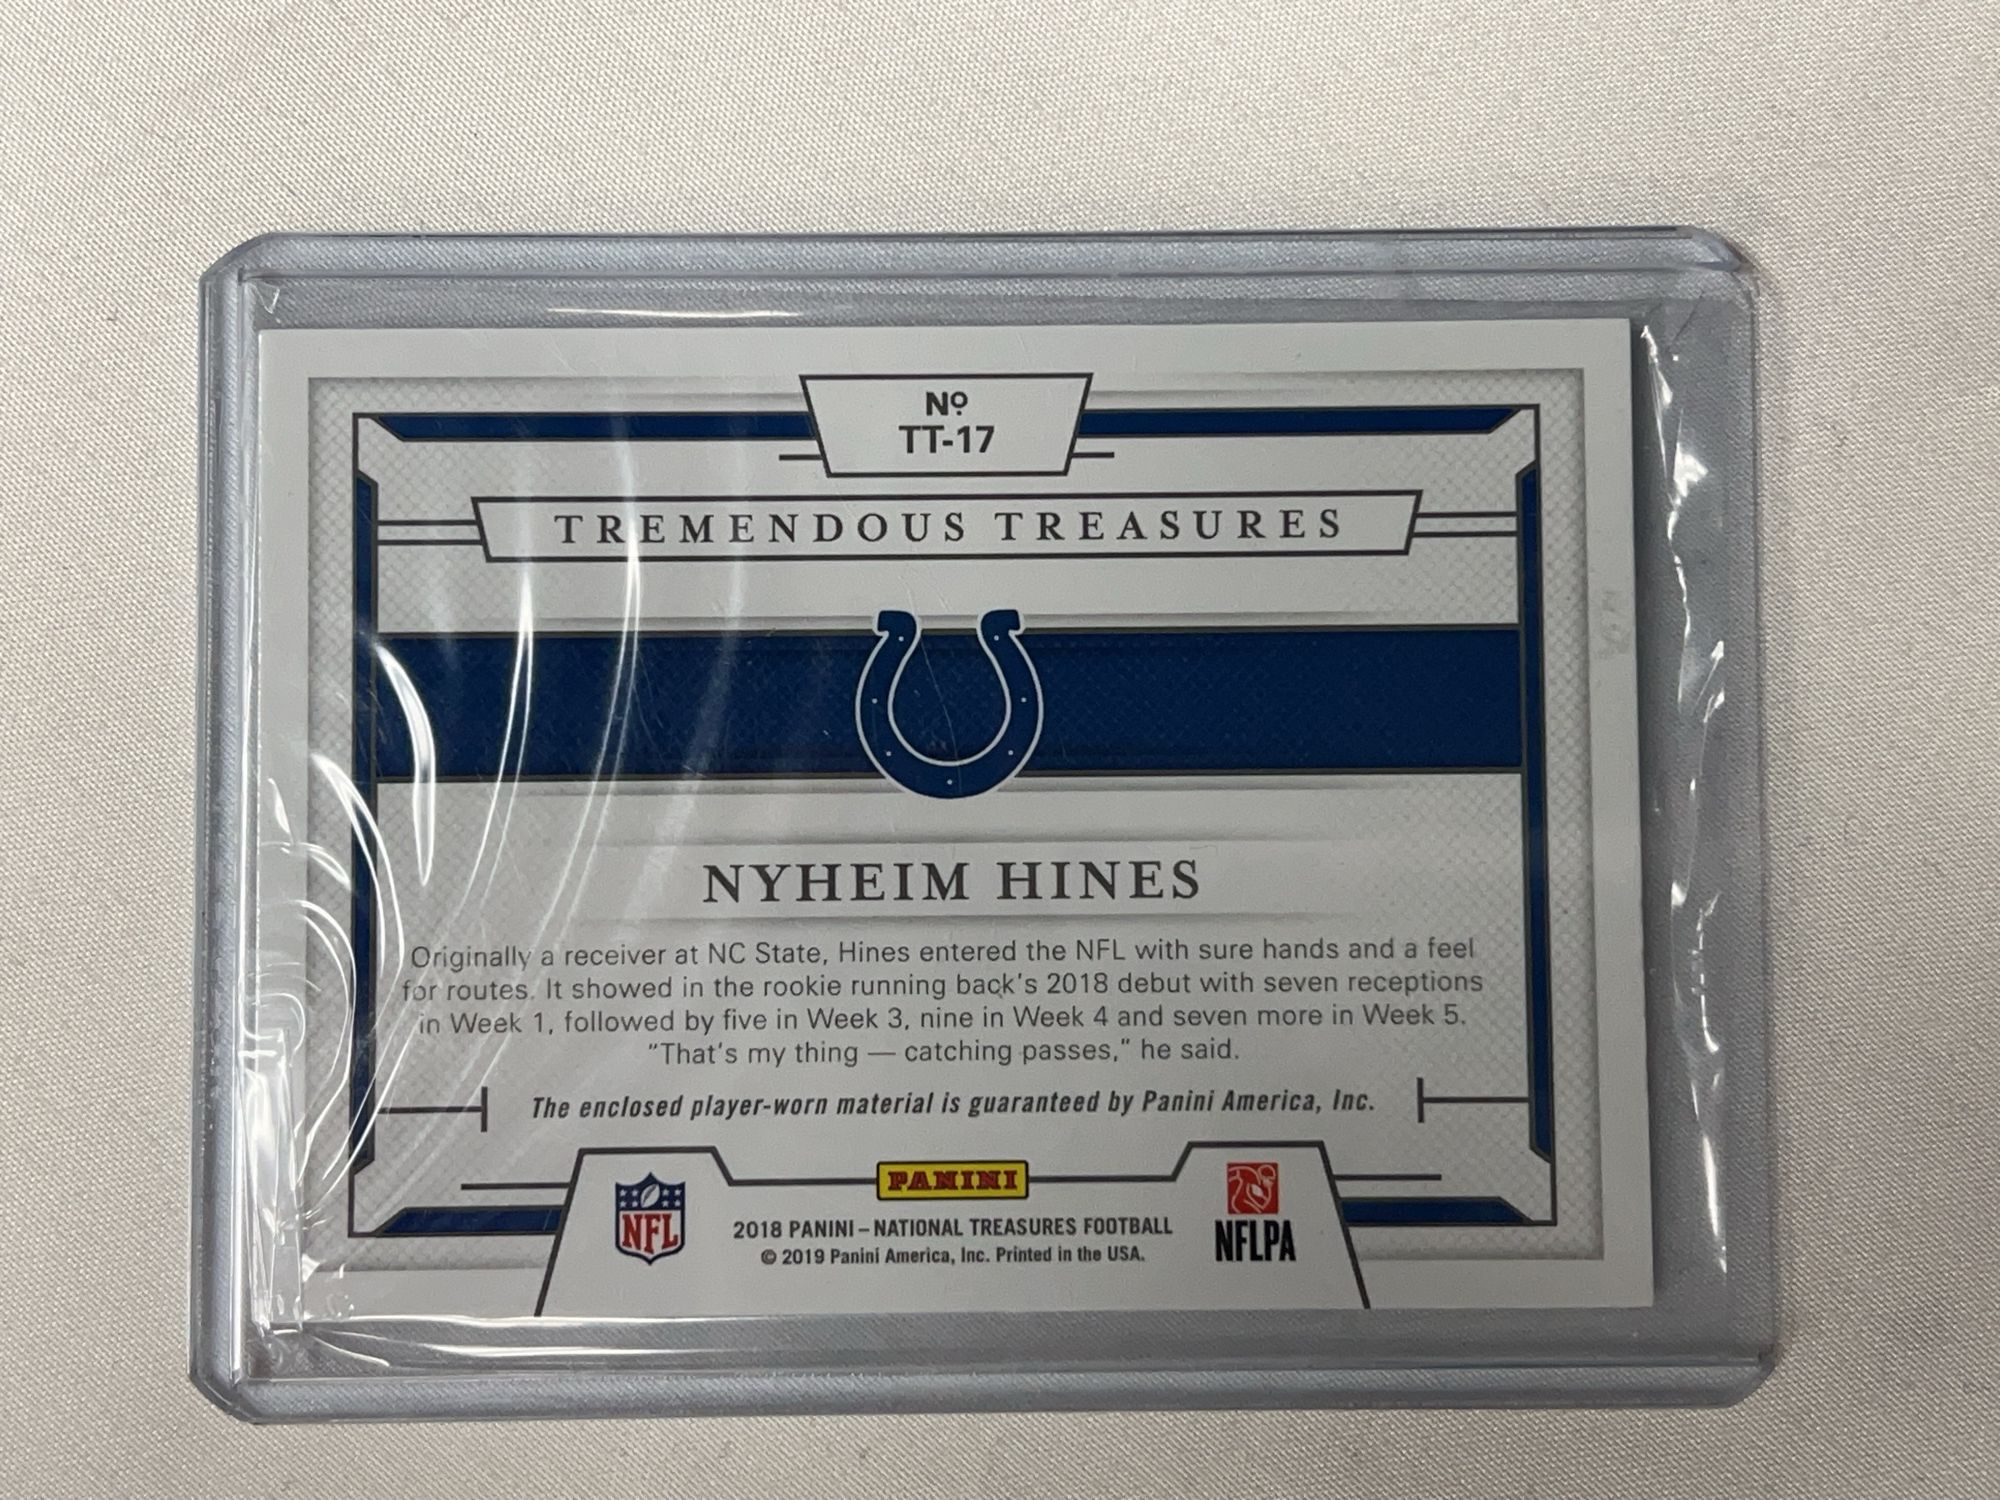 Nº
TT-17
TREMENDOUS TREASURES
NYHEIM HINES
Originally a receiver at NC State, Hines entered the NFL with sure hands and a feel
for routes. It showed in the rookie running back's 2018 debut with seven receptions
in Week 1, followed by five in Week 3, nine in Week 4 and seven more in Week 5.
"That's my thing — catching passes," he said.
The enclosed player-worn material is guaranteed by Panini America, Inc.
PANINI
NFL
2018 PANINI – NATIONAL TREASURES FOOTBALL
© 2019 Panini America, Inc. Printed in the USA.
NFLPA